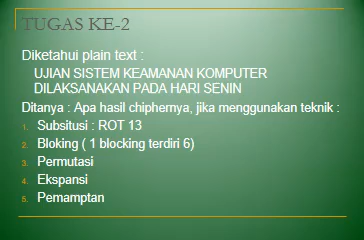 TUGAS KE-2
Diketahui plain text :
UJIAN SISTEM KEAMANAN KOMPUTER
DILAKSANAKAN PADA HARI SENIN
Ditanya : Apa hasil chiphernya, jika menggunakan teknik :
1. Subsitusi : ROT 13
2. Bloking ( 1 blocking terdiri 6)
3. Permutasi
4. Ekspansi
5. Pemamptan